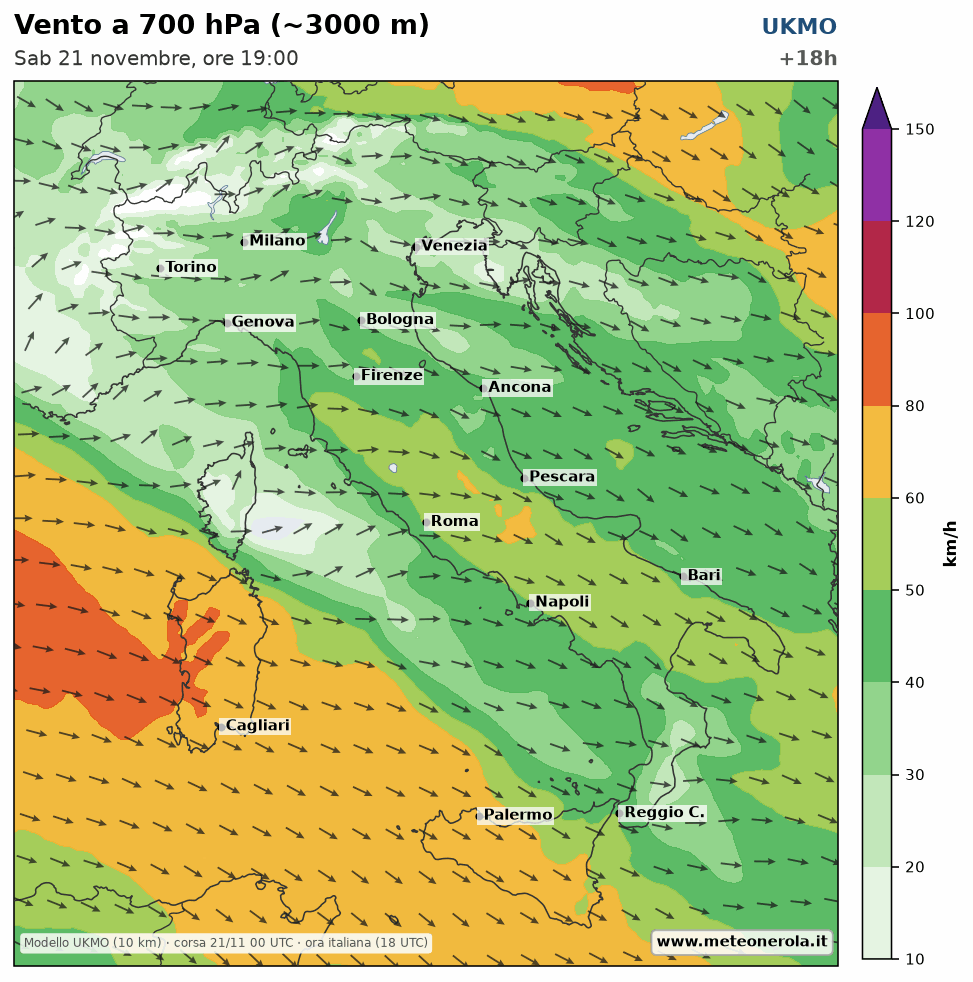 Vento a 700 hPa (~3000 m)
UKMO
Sab 21 novembre, ore 19:00
+18h
Milano
Venezia
Torino
Genova
Bologna
Firenze
Ancona
Pescara
Roma
Bari
Napoli
Cagliari
Palermo
Reggio C.
150
120
100
80
60
50
40
30
20
10
km/h
Modello UKMO (10 km) · corsa 21/11 00 UTC · ora italiana (18 UTC)
www.meteonerola.it